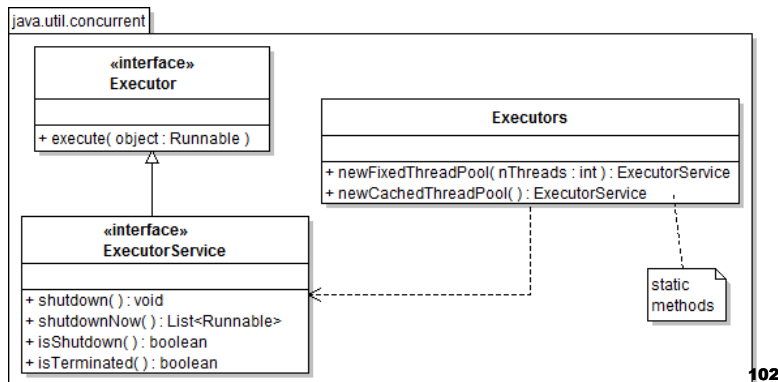 java.util.concurrent
«interface»
Executor
+ execute( object : Runnable )
Executors
+ newFixedThreadPool( nThreads : int ) : ExecutorService
+ newCachedThreadPool( ) : ExecutorService
«interface»
ExecutorService
+ shutdown( ) : void
+ shutdownNow( ) : List<Runnable>
+ isShutdown( ) : boolean
+ isTerminated( ) : boolean
static
methods
102